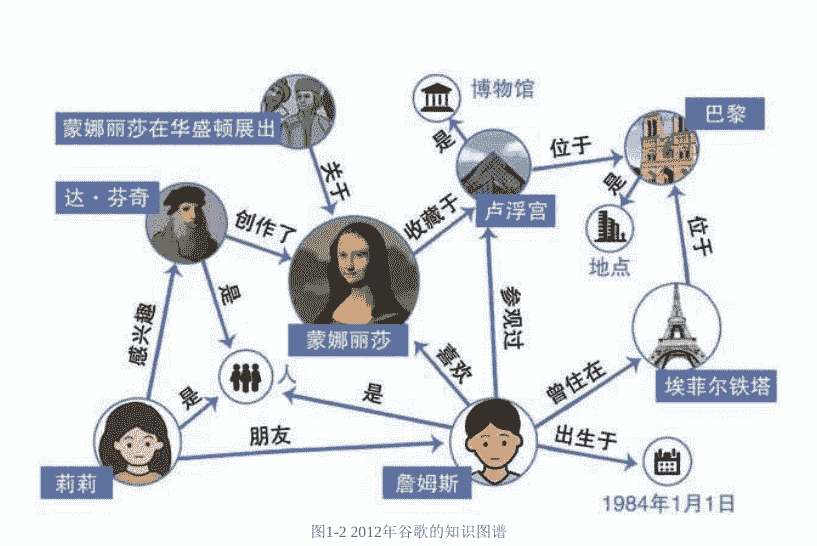 博物馆
巴黎
蒙娜丽莎在华盛顿展出
是
位于
关于
达·芬奇
是
收藏于
卢浮宫
创作了
位于
地点
是
感兴趣
蒙娜丽莎
参观过
喜欢
人
曾住在
埃菲尔铁塔
是
是
朋友
出生于
莉莉
詹姆斯
1984年1月1日
图1-2 2012年谷歌的知识图谱